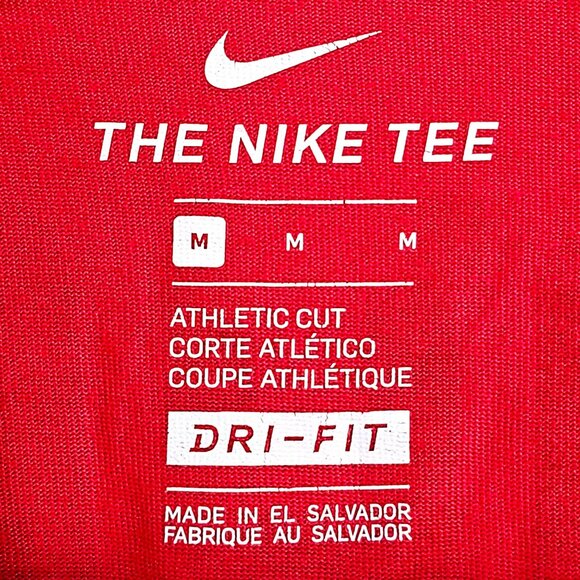 THE NIKE TEE
M M M
ATHLETIC CUT
CORTE ATLÉTICO
COUPE ATHLÉTIQUE
DRI-FIT
MADE IN EL SALVADOR
FABRIQUE AU SALVADOR